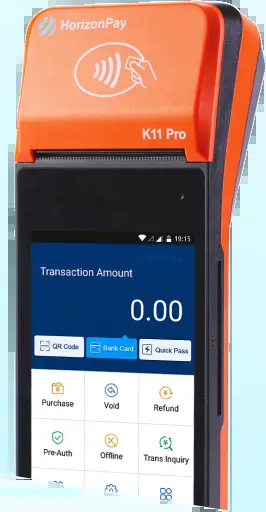 HorizonPay
K11 Pro
19:15
Transaction Amount
0.00
QR Code
Bank Card
Quick Pass
Purchase
Void
Refund
Pre-Auth
Offline
Trans Inquiry